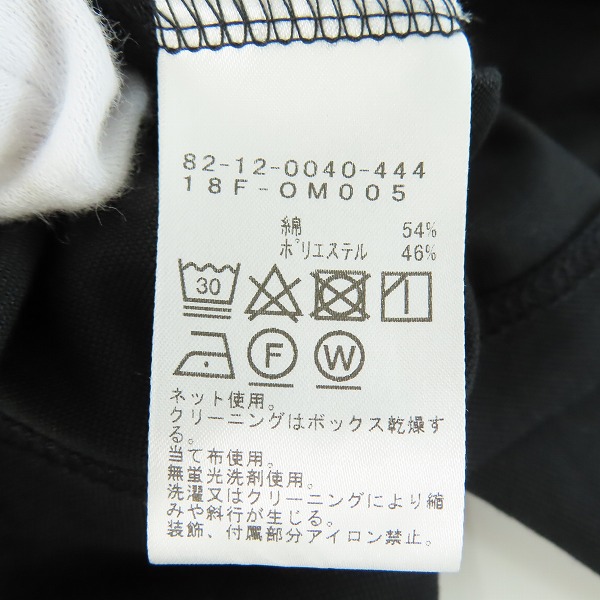 82-12-0040-444
18F-OM005
綿 54%
ポリエステル 46%
30
F W
ネット使用。
クリーニングはボックス乾燥す
る。
当て布使用。
無蛍光洗剤使用。
洗濯又はクリーニングにより縮
みや斜行が生じる。
装飾、付属部分アイロン禁止。